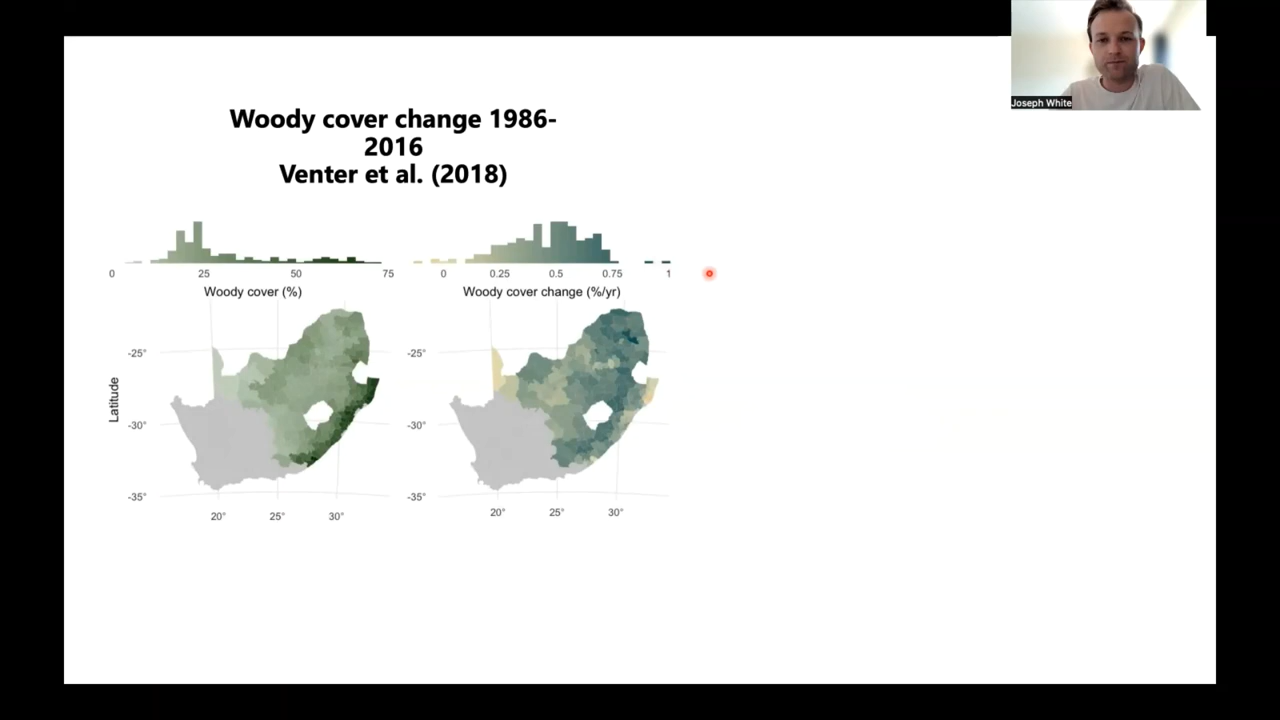 Joseph White
Woody cover change 1986-
2016
Venter et al. (2018)
0 25 50 75
Woody cover (%)
0 0.25 0.5 0.75 1
Woody cover change (%/yr)
-25°
-30°
-35°
Latitude
20° 25° 30°
-25°
-30°
-35°
20° 25° 30°